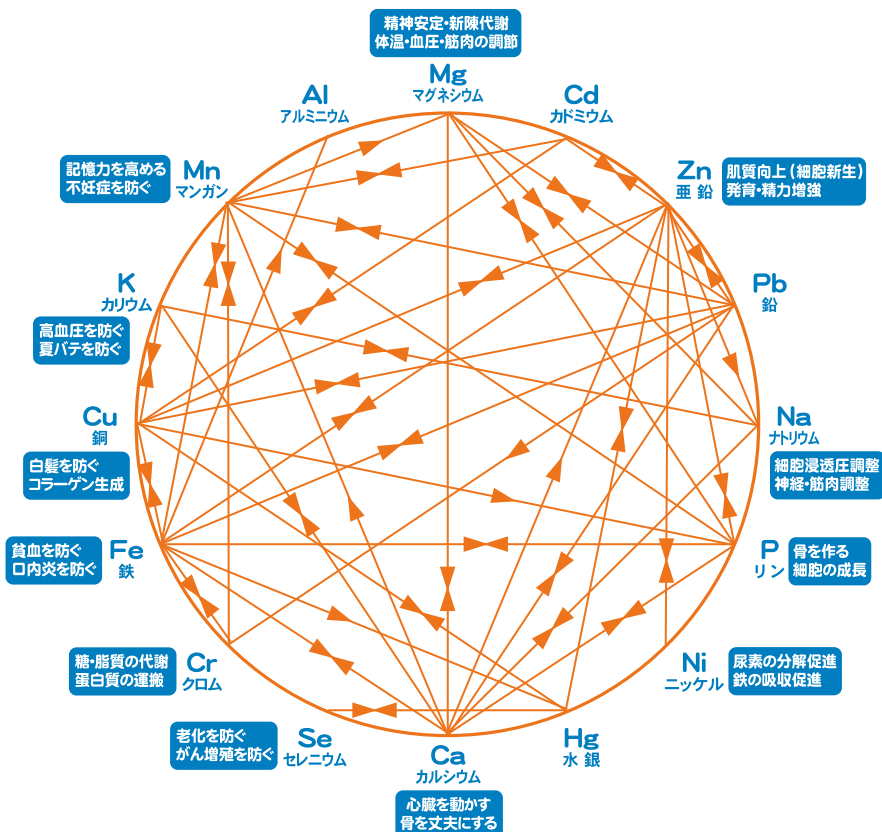 精神安定・新陳代謝
体温・血圧・筋肉の調節
Mg
マグネシウム
Al
アルミニウム
Cd
カドミウム
記憶力を高める
不妊症を防ぐ
Mn
マンガン
Zn
亜鉛
肌質向上(細胞新生)
発育・精力増強
K
カリウム
高血圧を防ぐ
夏バテを防ぐ
Pb
鉛
Cu
銅
白髪を防ぐ
コラーゲン生成
Na
ナトリウム
細胞浸透圧調整
神経・筋肉調整
貧血を防ぐ
口内炎を防ぐ
Fe
鉄
P
リン
骨を作る
細胞の成長
糖・脂質の代謝
蛋白質の運搬
Cr
クロム
Ni
ニッケル
尿素の分解促進
鉄の吸収促進
老化を防ぐ
がん増殖を防ぐ
Se
セレニウム
Ca
カルシウム
心臓を動かす
骨を丈夫にする
Hg
水銀